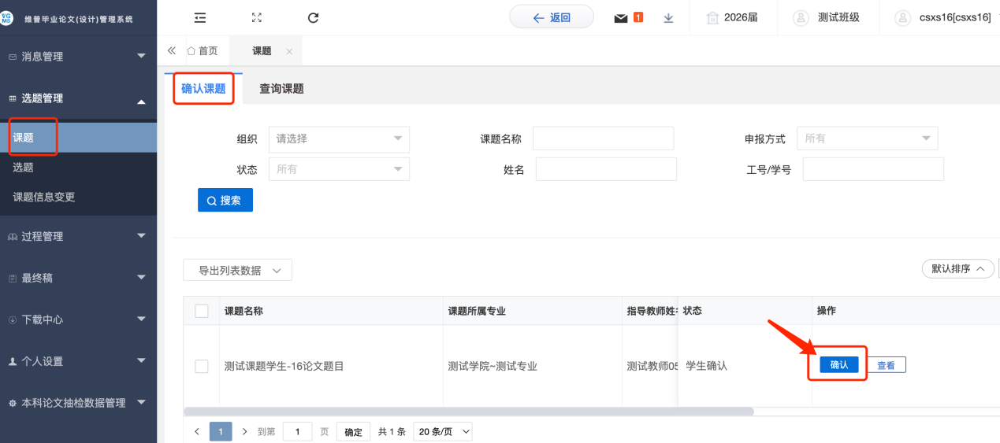 VG
MS
维普毕业论文(设计)管理系统
返回
1
2026届
测试班级
csxs16[csxs16]
消息管理
首页
课题
选题管理
确认课题
查询课题
课题
组织
请选择
课题名称
申报方式
所有
选题
状态
所有
姓名
工号/学号
课题信息变更
搜索
过程管理
导出列表数据
默认排序
最终稿
课题名称
课题所属专业
指导教师姓名
状态
操作
下载中心
个人设置
测试课题学生-16论文题目
测试学院~测试专业
测试教师05
学生确认
确认
查看
本科论文抽检数据管理
1
到第
1
页
确定
共 1 条
20 条/页